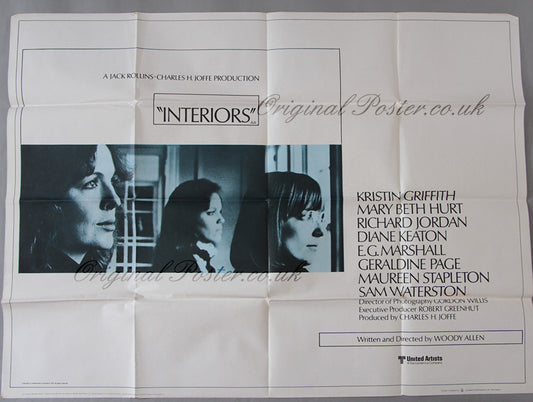 A JACK ROLLINS-CHARLES H. JOFFE PRODUCTION
"INTERIORS"
Original Poster.co.uk
Original Poster.co.uk
KRISTIN GRIFFITH
MARY BETH HURT
RICHARD JORDAN
DIANE KEATON
E.G. MARSHALL
GERALDINE PAGE
MAUREEN STAPLETON
SAM WATERSTON
Director of Photography GORDON WILLIS
Executive Producer ROBERT GREENHUT
Produced by CHARLES H. JOFFE
Written and Directed by WOODY ALLEN
United Artists